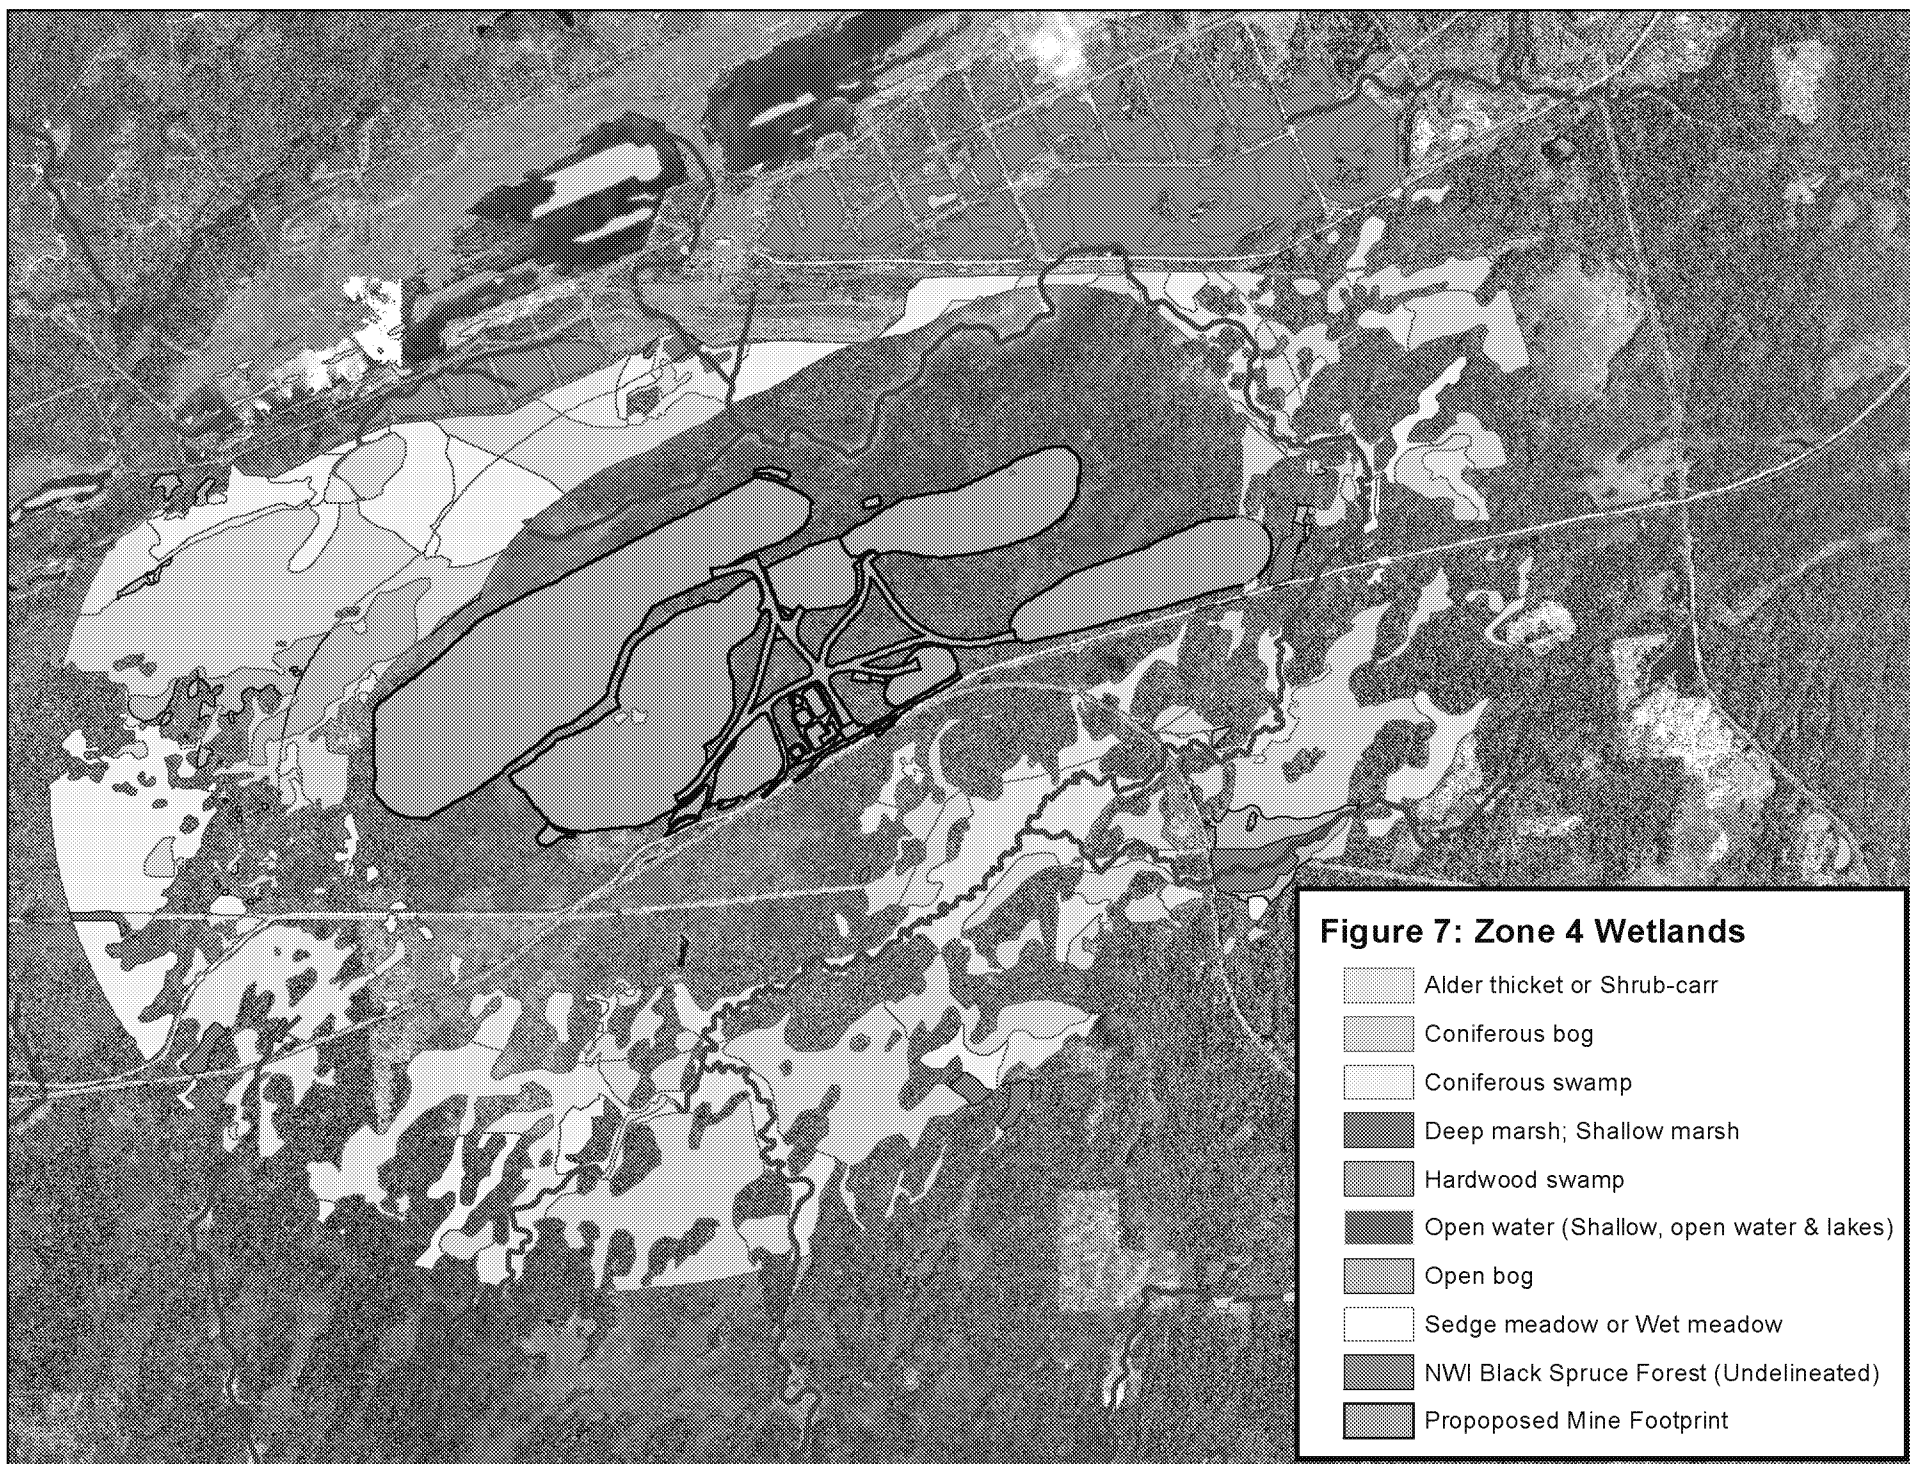 Figure 7: Zone 4 Wetlands
Alder thicket or Shrub-carr
Coniferous bog
Coniferous swamp
Deep marsh; Shallow marsh
Hardwood swamp
Open water (Shallow, open water & lakes)
Open bog
Sedge meadow or Wet meadow
NWI Black Spruce Forest (Undelineated)
Propoposed Mine Footprint